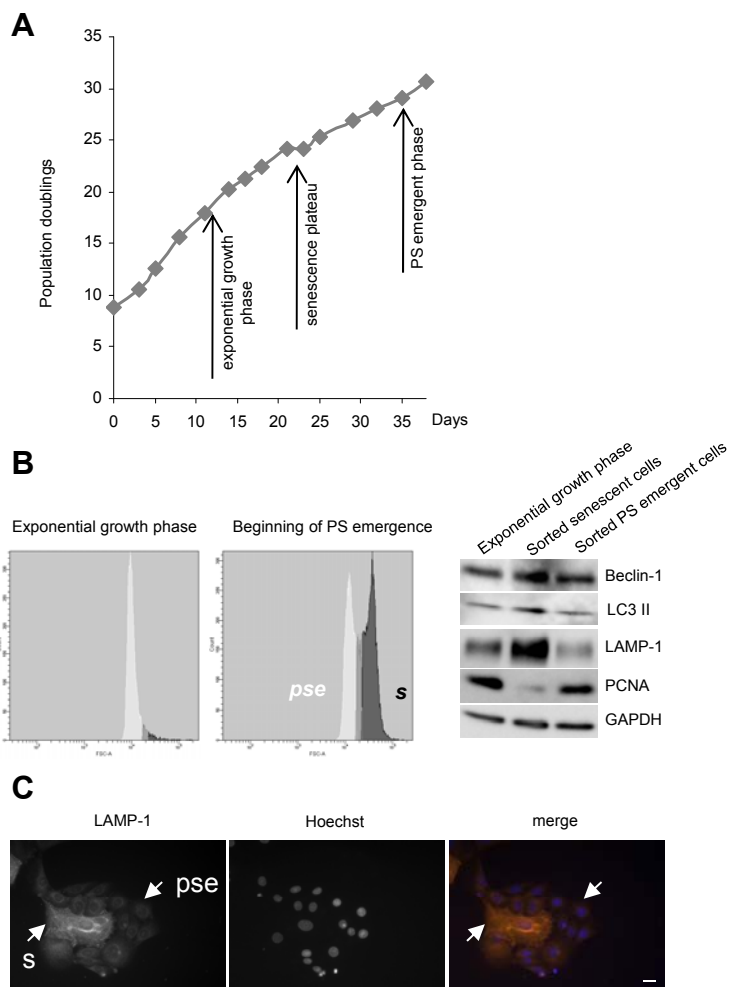 A
35
30
25
20
15
10
5
0
Population doublings
exponential growth
phase
senescence plateau
PS emergent phase
0 5 10 15 20 25 30 35 Days
B
Exponential growth phase
Beginning of PS emergence
pse
s
FSC-A
Count
FSC-A
Exponential growth phase
Sorted senescent cells
Sorted PS emergent cells
Beclin-1
LC3 II
LAMP-1
PCNA
GAPDH
C
LAMP-1
Hoechst
merge
pse
s